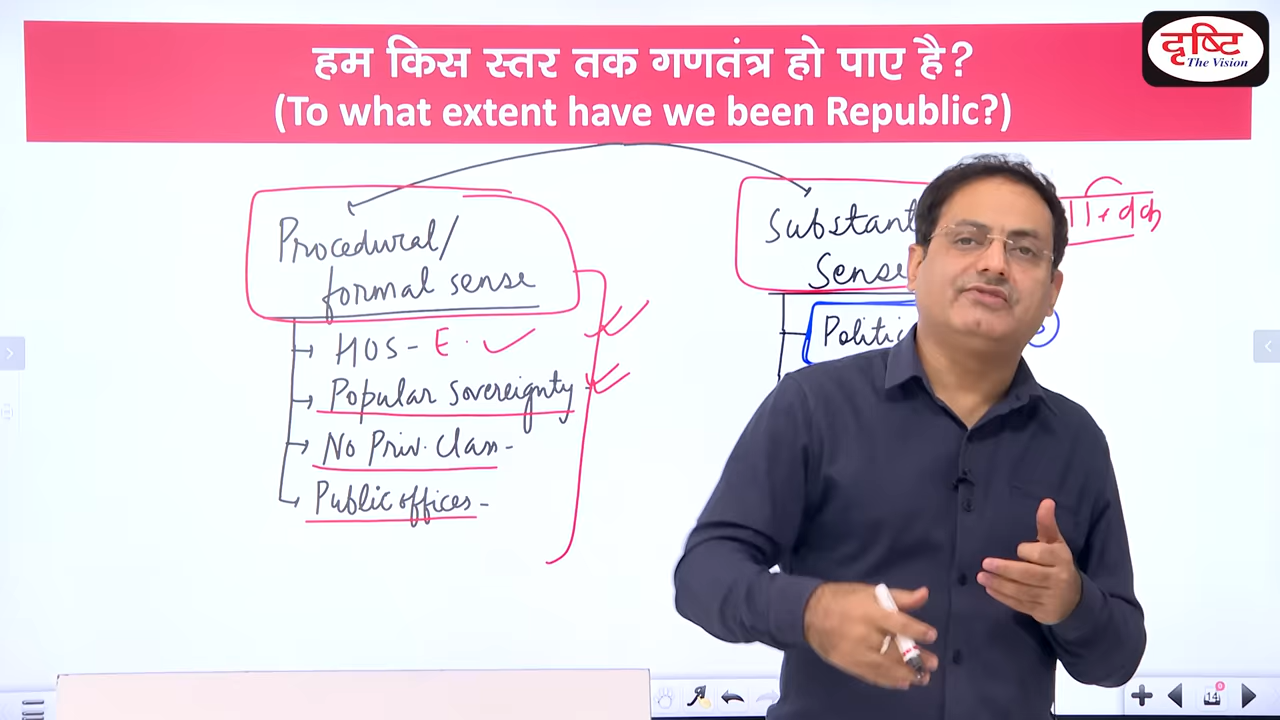 हम किस स्तर तक गणतंत्र हो पाए है?
(To what extent have we been Republic?)
दृष्टि
The Vision
Procedural/
formal sense
HOS - E.
Popular Sovereignty
No Priv. Class -
Public offices -
Substant
Sense
Politic
14